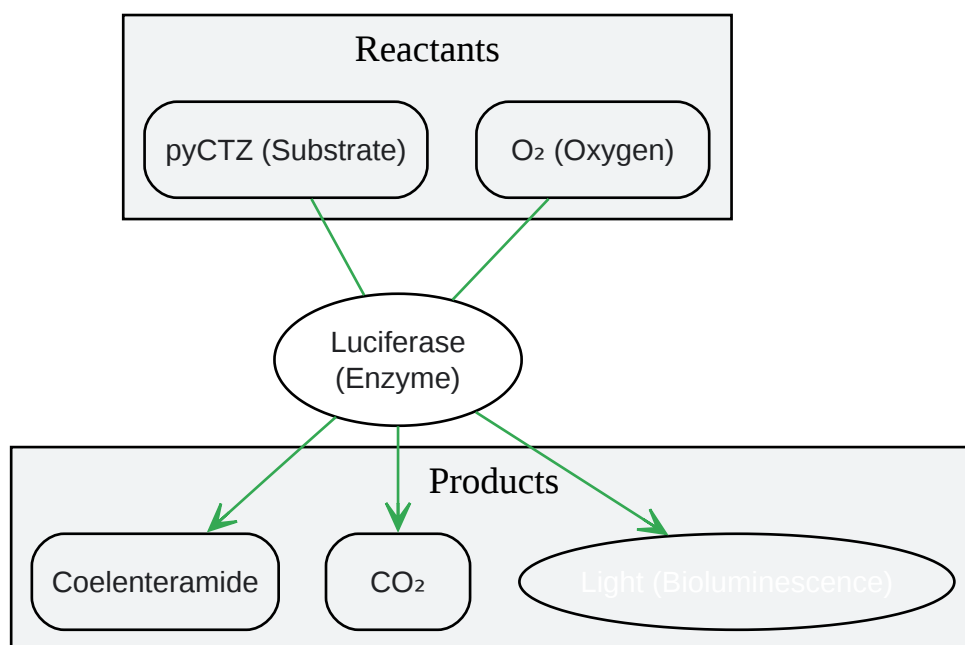 Reactants
pyCTZ (Substrate)
O₂ (Oxygen)
Luciferase
(Enzyme)
Products
Coelenteramide
CO₂
Light (Bioluminescence)